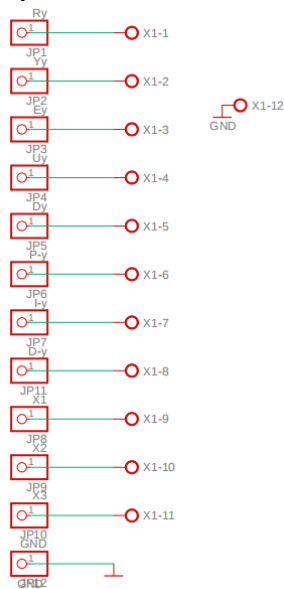 Ry
1 X1-1
JP1
Yy
1 X1-2
X1-12
JP2
GND
Ey
1 X1-3
JP3
Uy
1 X1-4
JP4
Dy
1 X1-5
JP5
P-y
1 X1-6
JP6
I-y
1 X1-7
JP7
D-y
1 X1-8
JP11
X1
1 X1-9
JP8
X2
1 X1-10
JP9
X3
1 X1-11
JP10
GND
1
GND
JP12